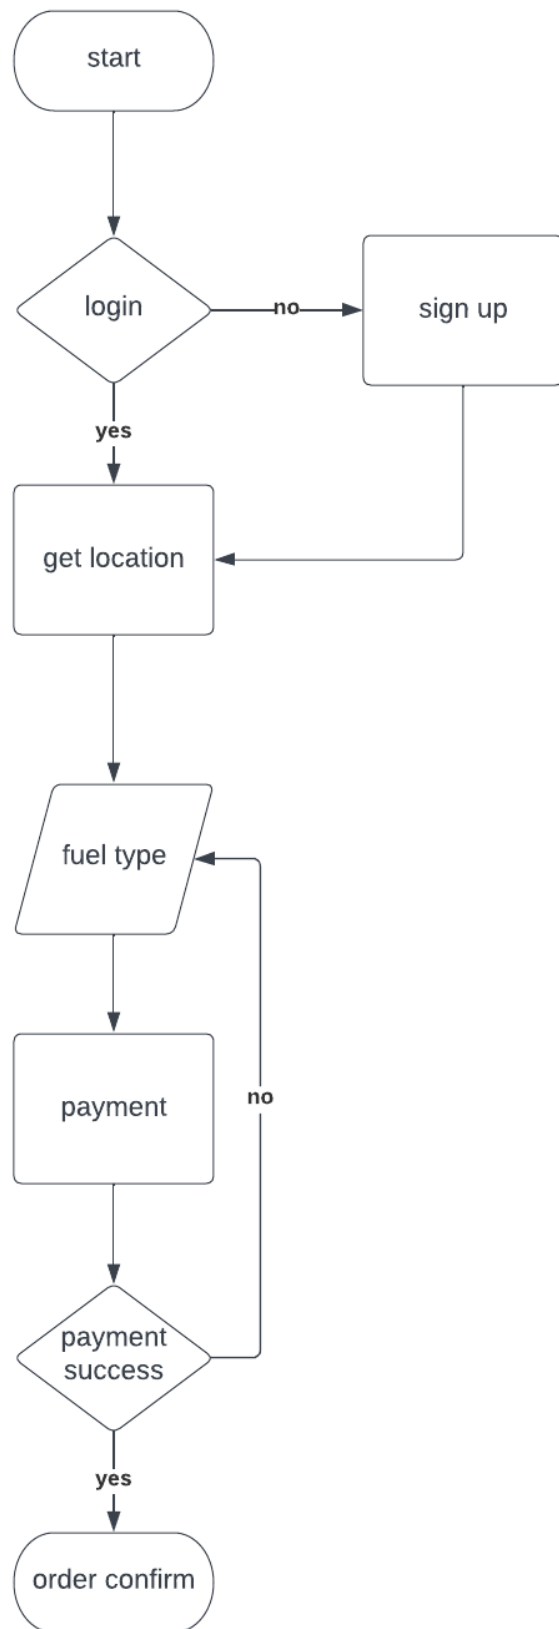 start
login
no
sign up
yes
get location
fuel type
payment
no
payment
success
yes
order confirm